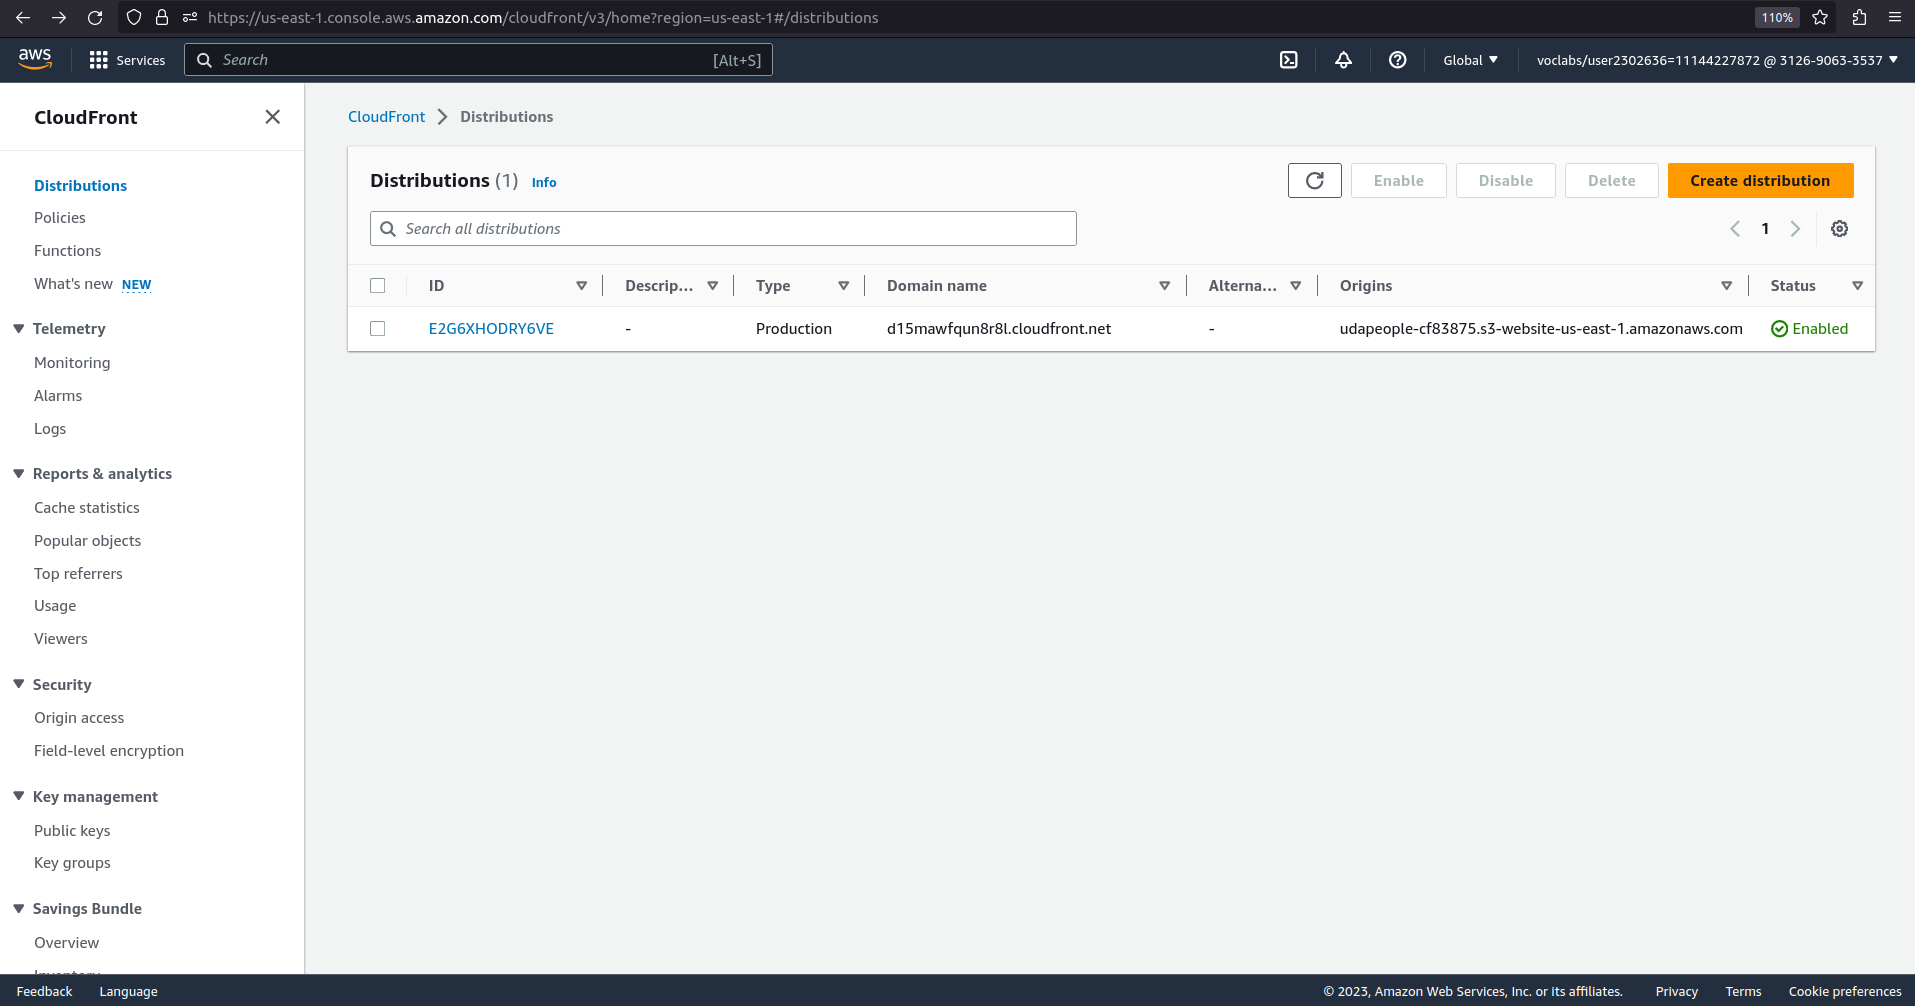 https://us-east-1.console.aws.amazon.com/cloudfront/v3/home?region=us-east-1#/distributions
110%
aws
Services
Search
[Alt+S]
Global
voclabs/user2302636=11144227872 @ 3126-9063-3537
CloudFront
Distributions
Policies
Functions
What's new NEW
Telemetry
Monitoring
Alarms
Logs
Reports & analytics
Cache statistics
Popular objects
Top referrers
Usage
Viewers
Security
Origin access
Field-level encryption
Key management
Public keys
Key groups
Savings Bundle
Overview
Inventory
CloudFront > Distributions
Distributions (1) Info
Enable
Disable
Delete
Create distribution
Search all distributions
1
ID Descrip... Type Domain name Alterna... Origins Status
E2G6XHODRY6VE - Production d15mawfqun8r8l.cloudfront.net - udapeople-cf83875.s3-website-us-east-1.amazonaws.com Enabled
Feedback Language © 2023, Amazon Web Services, Inc. or its affiliates. Privacy Terms Cookie preferences